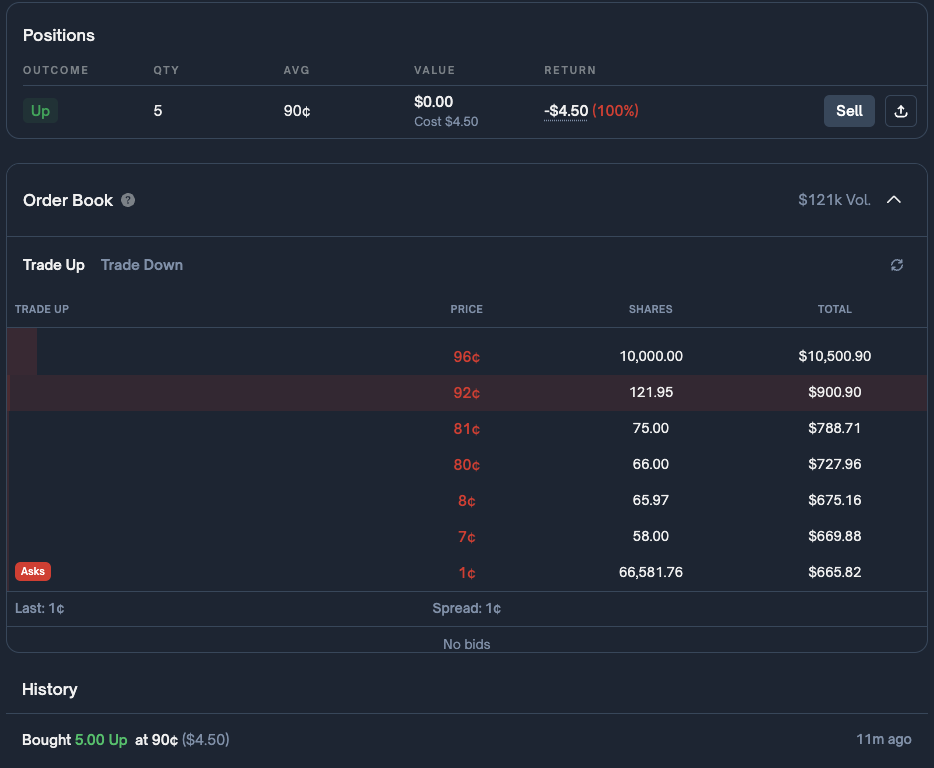 Positions
OUTCOME QTY AVG VALUE RETURN
Up 5 90¢ $0.00 -$4.50 (100%) Sell
Cost $4.50
Order Book ? $121k Vol.
Trade Up Trade Down
TRADE UP PRICE SHARES TOTAL
96¢ 10,000.00 $10,500.90
92¢ 121.95 $900.90
81¢ 75.00 $788.71
80¢ 66.00 $727.96
8¢ 65.97 $675.16
7¢ 58.00 $669.88
Asks 1¢ 66,581.76 $665.82
Last: 1¢ Spread: 1¢
No bids
History
Bought 5.00 Up at 90¢ ($4.50) 11m ago